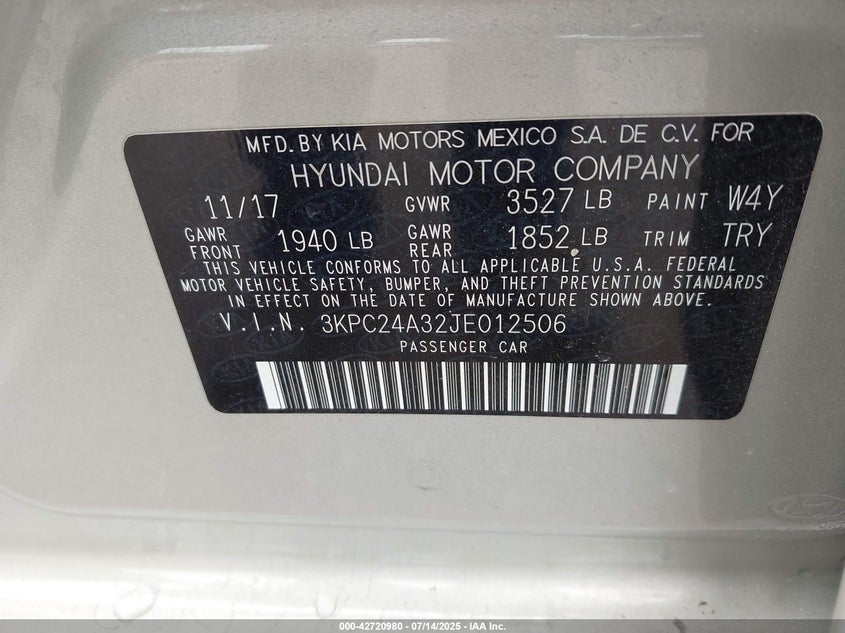 MFD. BY KIA MOTORS MEXICO S.A. DE C.V. FOR
HYUNDAI MOTOR COMPANY
11/17 GVWR 3527 LB PAINT W4Y
GAWR FRONT 1940 LB GAWR REAR 1852 LB TRIM TRY
THIS VEHICLE CONFORMS TO ALL APPLICABLE U.S.A. FEDERAL
MOTOR VEHICLE SAFETY, BUMPER, AND THEFT PREVENTION STANDARDS
IN EFFECT ON THE DATE OF MANUFACTURE SHOWN ABOVE.
V.I.N. 3KPC24A32JE012506
PASSENGER CAR
000-42720980 - 07/14/2025 - IAA Inc.